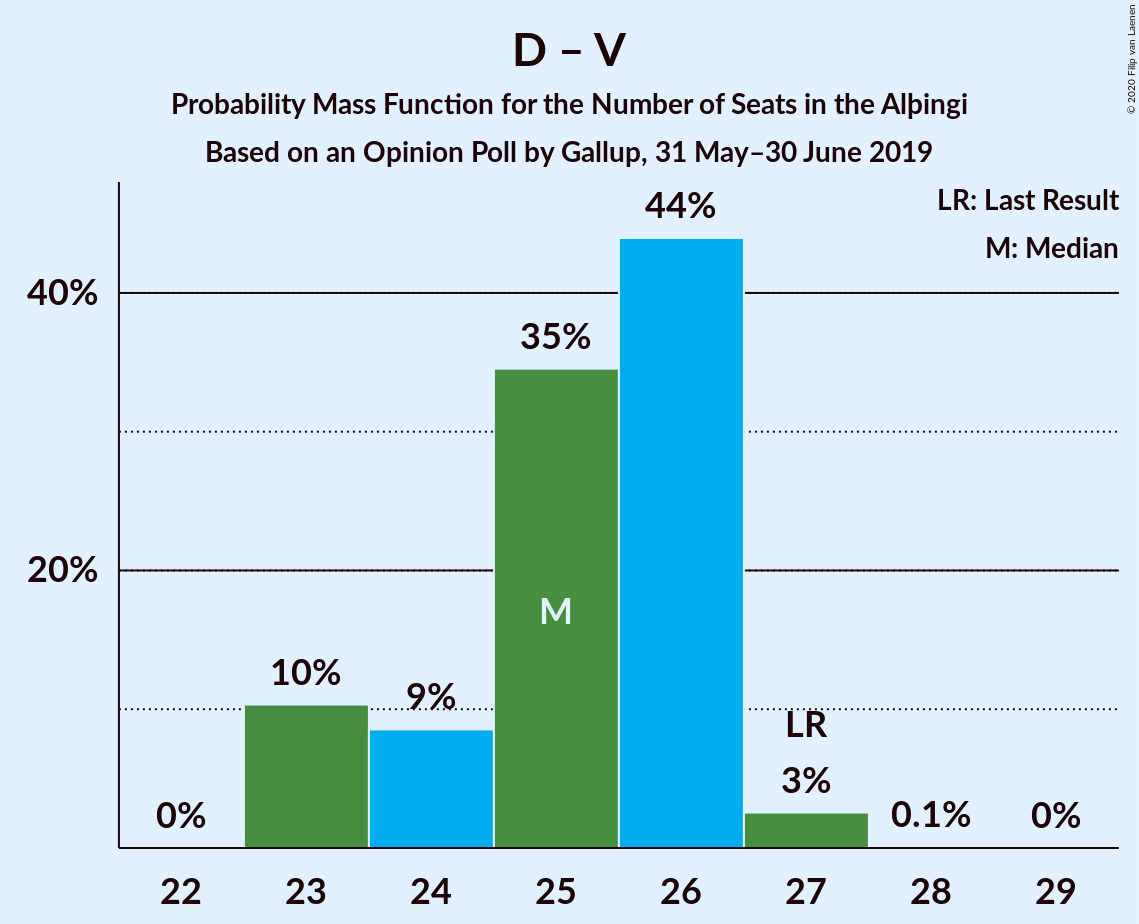 D – V
Probability Mass Function for the Number of Seats in the Alþingi
Based on an Opinion Poll by Gallup, 31 May–30 June 2019
© 2020 Filip van Laenen
LR: Last Result
M: Median
40%
20%
0%
10%
9%
35%
M
44%
LR
3%
0.1%
0%
22 23 24 25 26 27 28 29